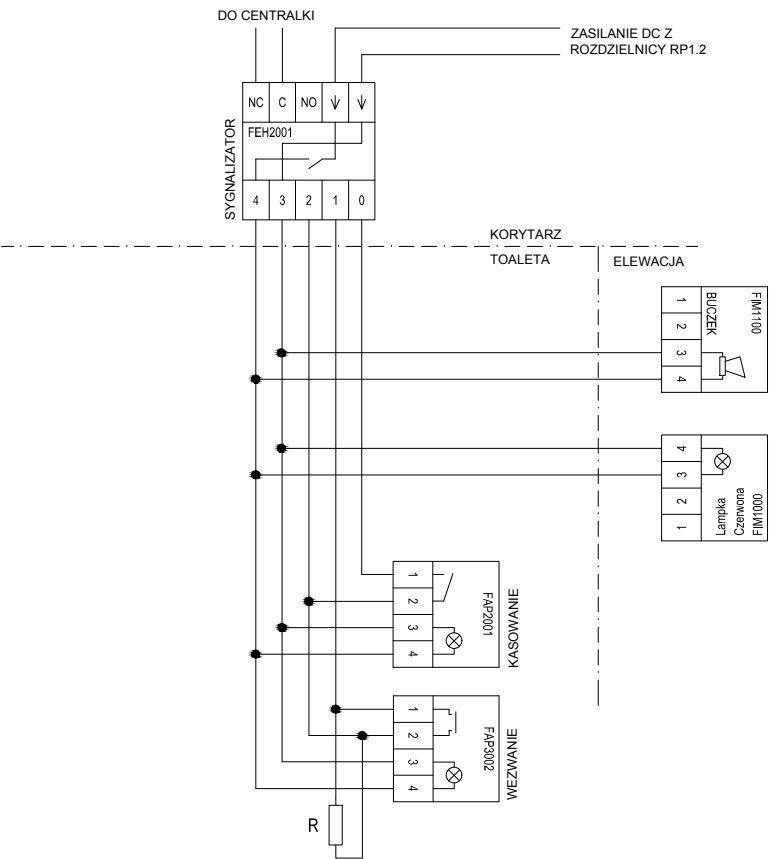 DO CENTRALKI
ZASILANIE DC Z
ROZDZIELNICY RP1.2
NC C NO
FEH2001
SYGNALIZATOR
4 3 2 1 0
KORYTARZ
TOALETA
ELEWACJA
1 2 3 4
BUCZEK
FIM1100
4 3 2 1
Lampka
Czerwona
FIM1000
1 2 3 4
FAP2001
KASOWANIE
1 2 3 4
FAP3002
WEZWANIE
R